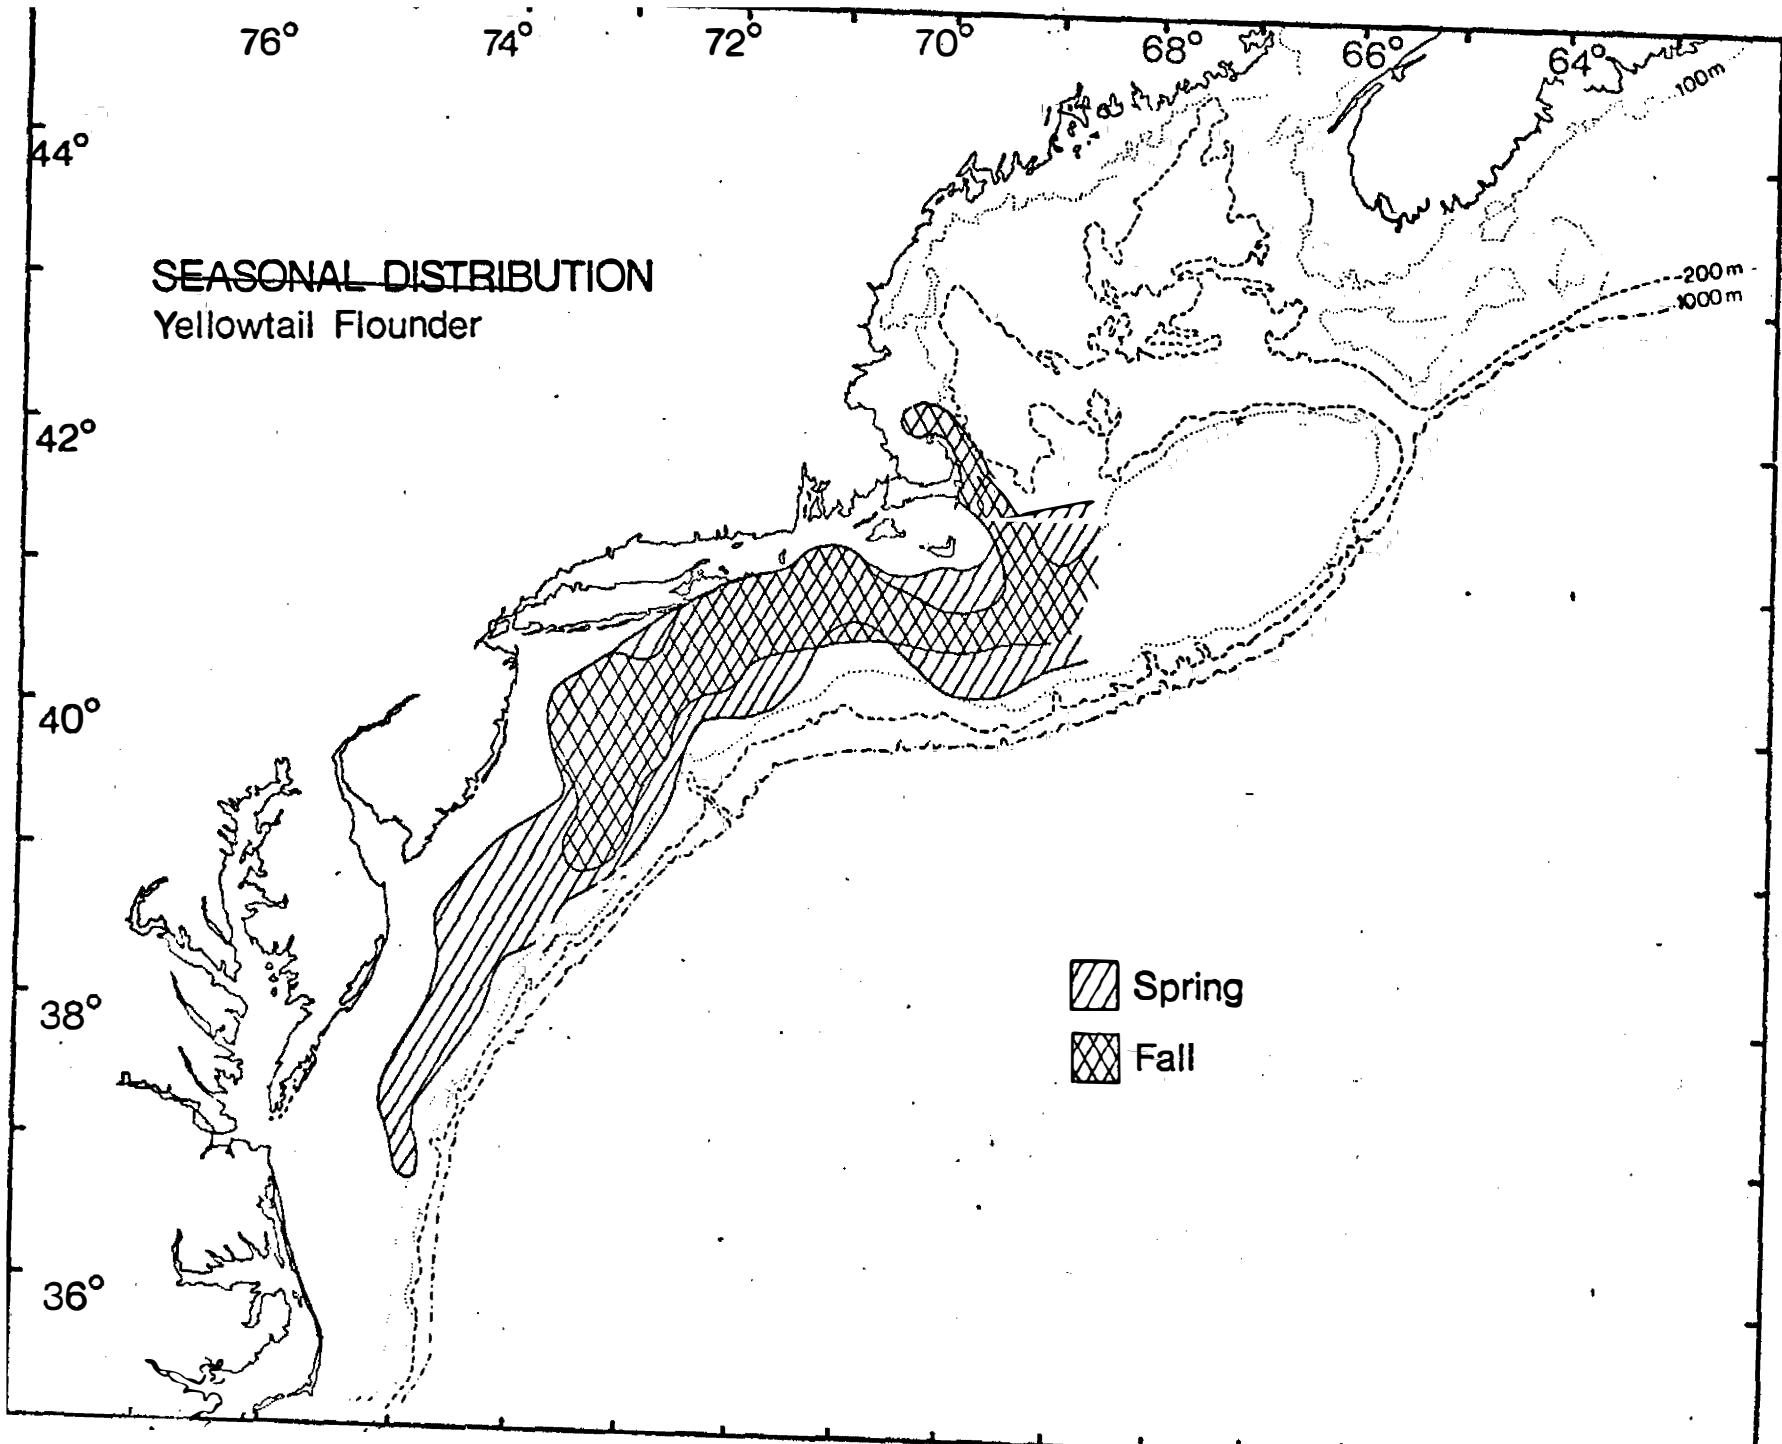 76° 74° 72° 70° 68° 66° 64°
100m
44°
SEASONAL DISTRIBUTION
Yellowtail Flounder
200m
1000m
42°
40°
38°
Spring
Fall
36°